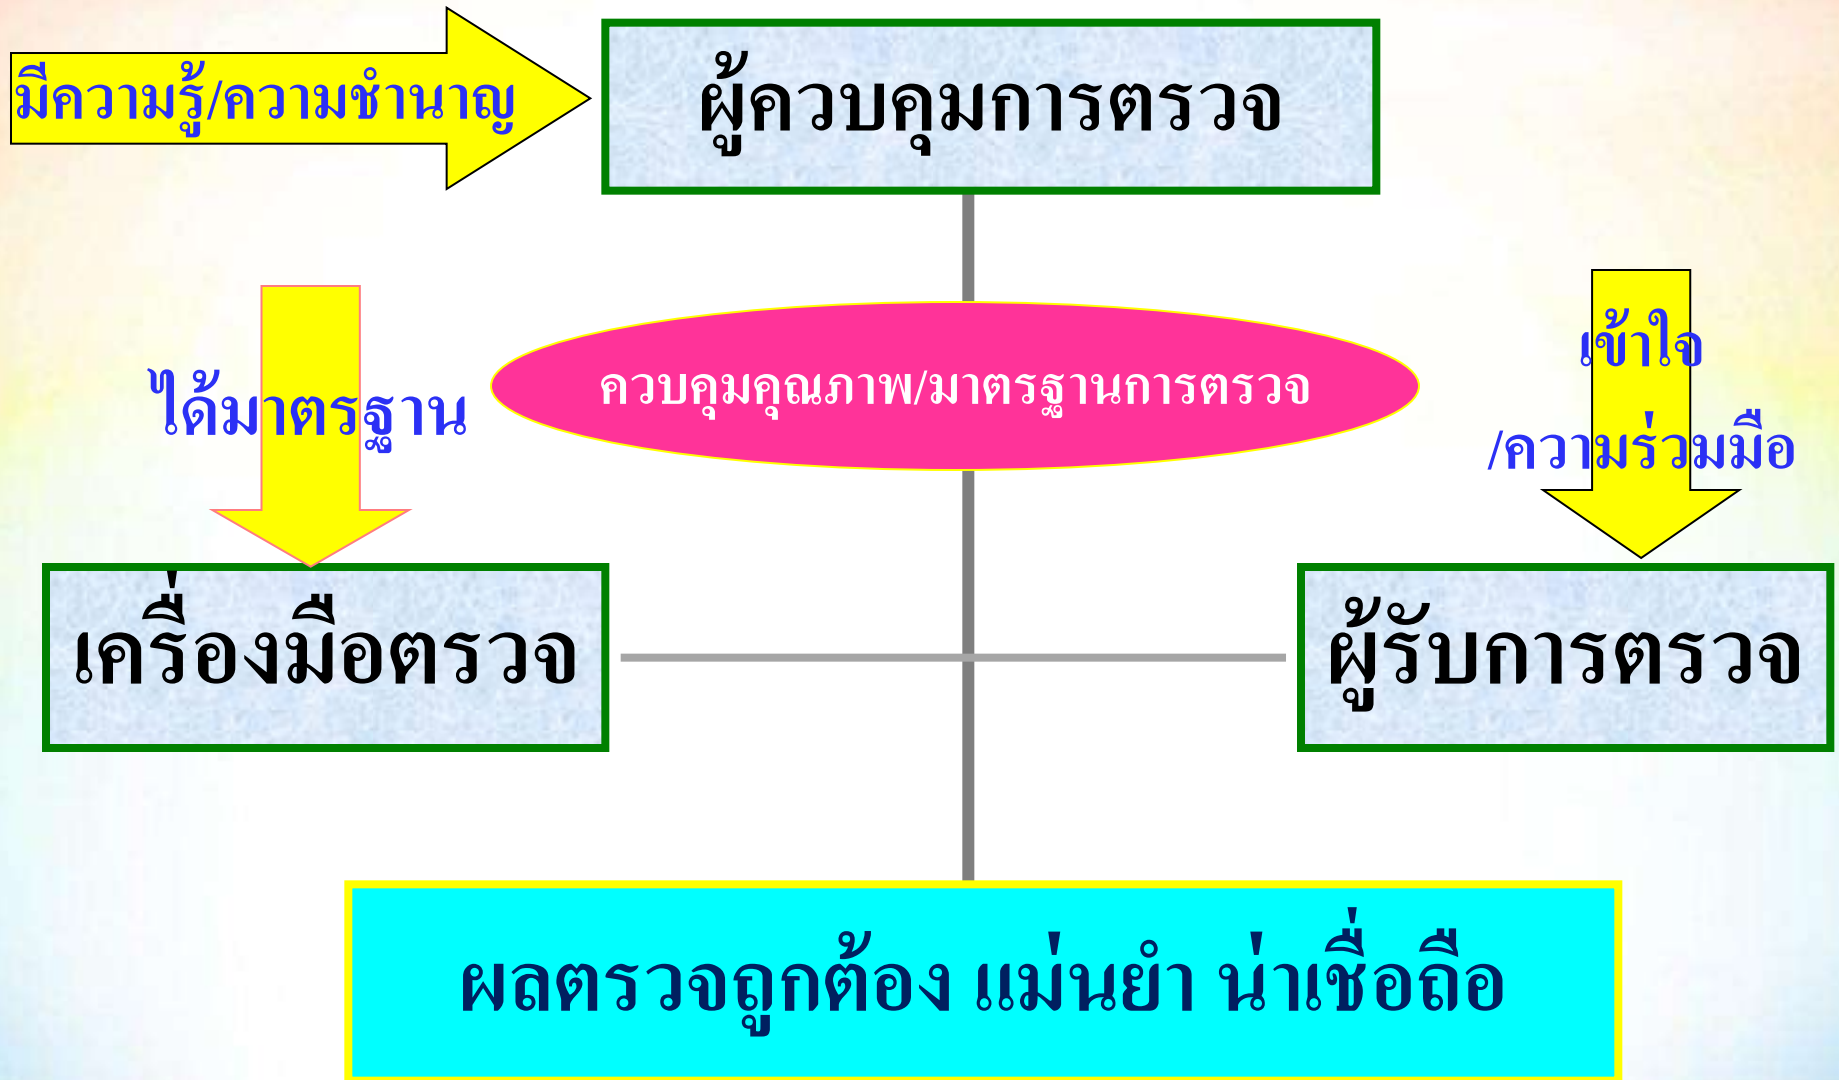 มีความรู้/ความชำนาญ
ผู้ควบคุมการตรวจ
ควบคุมคุณภาพ/มาตรฐานการตรวจ
ได้มาตรฐาน
เข้าใจ
/ความร่วมมือ
เครื่องมือตรวจ
ผู้รับการตรวจ
ผลตรวจถูกต้อง แม่นยำ น่าเชื่อถือ